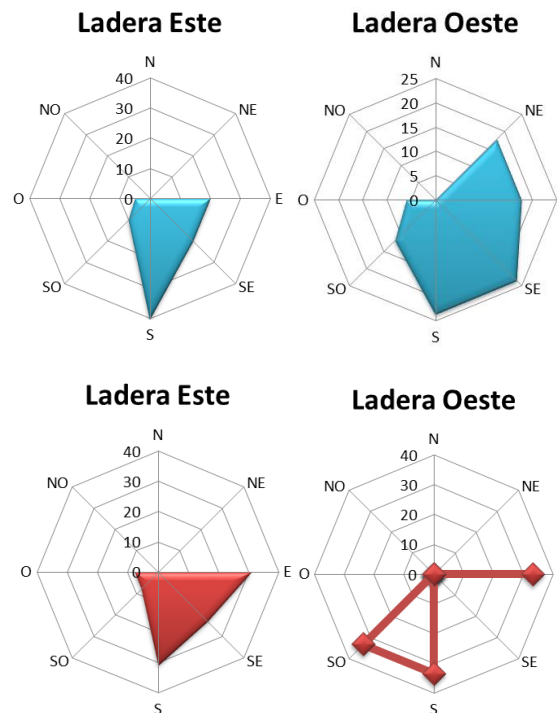 Ladera Este
N
40
30
20
10
0
NO
NE
O
E
SO
SE
S
Ladera Oeste
N
25
20
15
10
5
0
NO
NE
O
SO
SE
S
Ladera Este
N
40
30
20
10
0
NO
NE
O
E
SO
SE
S
Ladera Oeste
N
40
30
20
10
0
NO
NE
O
E
SO
SE
S